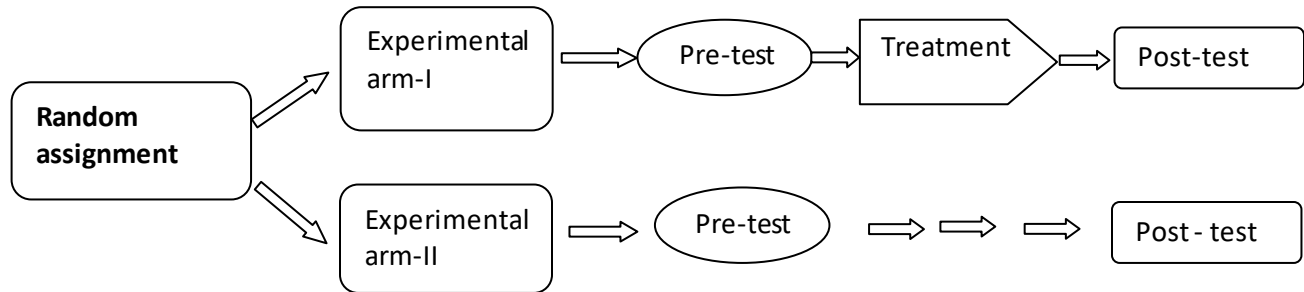 Random
assignment
Experimental
arm-I
Pre-test
Treatment
Post-test
Experimental
arm-II
Pre-test
Post - test